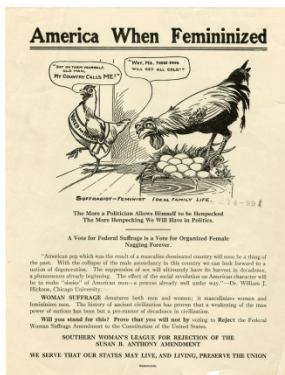 America When Femininized
"SIT ON THEM YOURSELF,
OLD MAN,
MY COUNTRY CALLS ME!"
"WHY, MA, THESE EGGS
WILL GET ALL COLD!"
SUFFRAGIST-FEMINIST IDEAL FAMILY LIFE
The More a Politician Allows Himself to be Henpecked
The More Henpecking We Will Have in Politics.
A Vote for Federal Suffrage is a Vote for Organized Female
Nagging Forever.
"American pep which was the result of a masculine dominated country will soon be a thing of
the past. With the collapse of the male ascendancy in this country we can look forward to a
nation of degeneration. The suppression of sex will ultimately have its harvest in decadence,
a phenomenon already beginning. The effect of the social revolution on American character will
be to make "sissies" of American men—a process already well under way."—Dr. William J.
Hickson, Chicago University.
WOMAN SUFFRAGE denatures both men and women; it masculinizes women and
feminizes men. The history of ancient civilization has proven that a weakening of the man
power of nations has been but a pre-runner of decadence in civilization.
Will you stand for this? Prove that you will not by voting to Reject the Federal
Woman Suffrage Amendment to the Constitution of the United States.
SOUTHERN WOMAN'S LEAGUE FOR REJECTION OF THE
SUSAN B. ANTHONY AMENDMENT
WE SERVE THAT OUR STATES MAY LIVE, AND LIVING, PRESERVE THE UNION